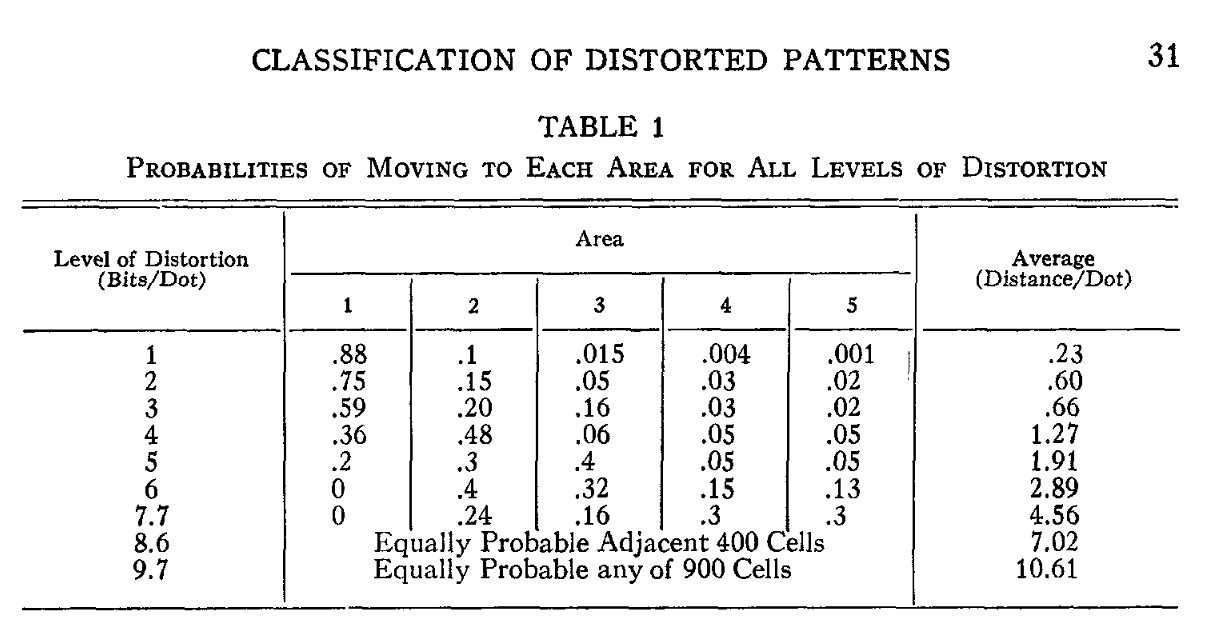 CLASSIFICATION OF DISTORTED PATTERNS 31
TABLE 1
PROBABILITIES OF MOVING TO EACH AREA FOR ALL LEVELS OF DISTORTION
Level of Distortion (Bits/Dot) Area Average (Distance/Dot)
1 2 3 4 5
1 .88 .1 .015 .004 .001 .23
2 .75 .15 .05 .03 .02 .60
3 .59 .20 .16 .03 .02 .66
4 .36 .48 .06 .05 .05 1.27
5 .2 .3 .4 .05 .05 1.91
6 0 .4 .32 .15 .13 2.89
7.7 0 .24 .16 .3 .3 4.56
8.6 Equally Probable Adjacent 400 Cells 7.02
9.7 Equally Probable any of 900 Cells 10.61